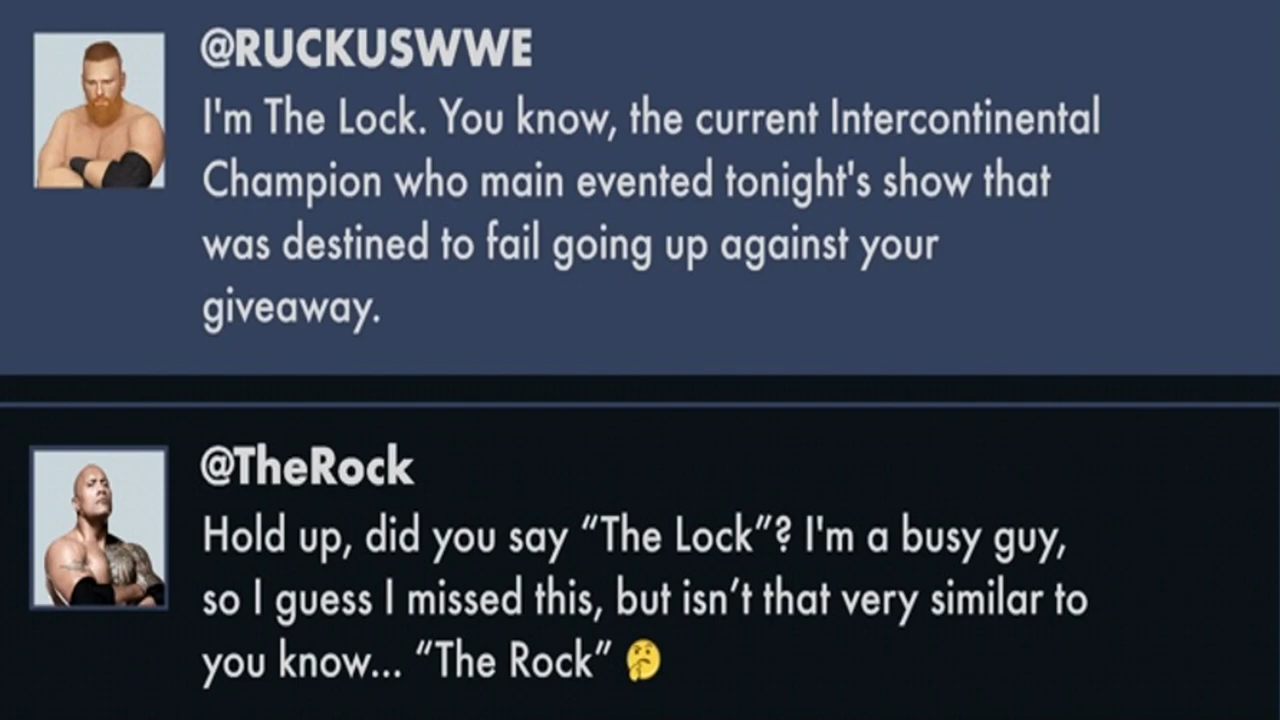 @RUCKUSWWE
I'm The Lock. You know, the current Intercontinental
Champion who main evented tonight's show that
was destined to fail going up against your
giveaway.
@TheRock
Hold up, did you say “The Lock”? I'm a busy guy,
so I guess I missed this, but isn’t that very similar to
you know... “The Rock” 🤔